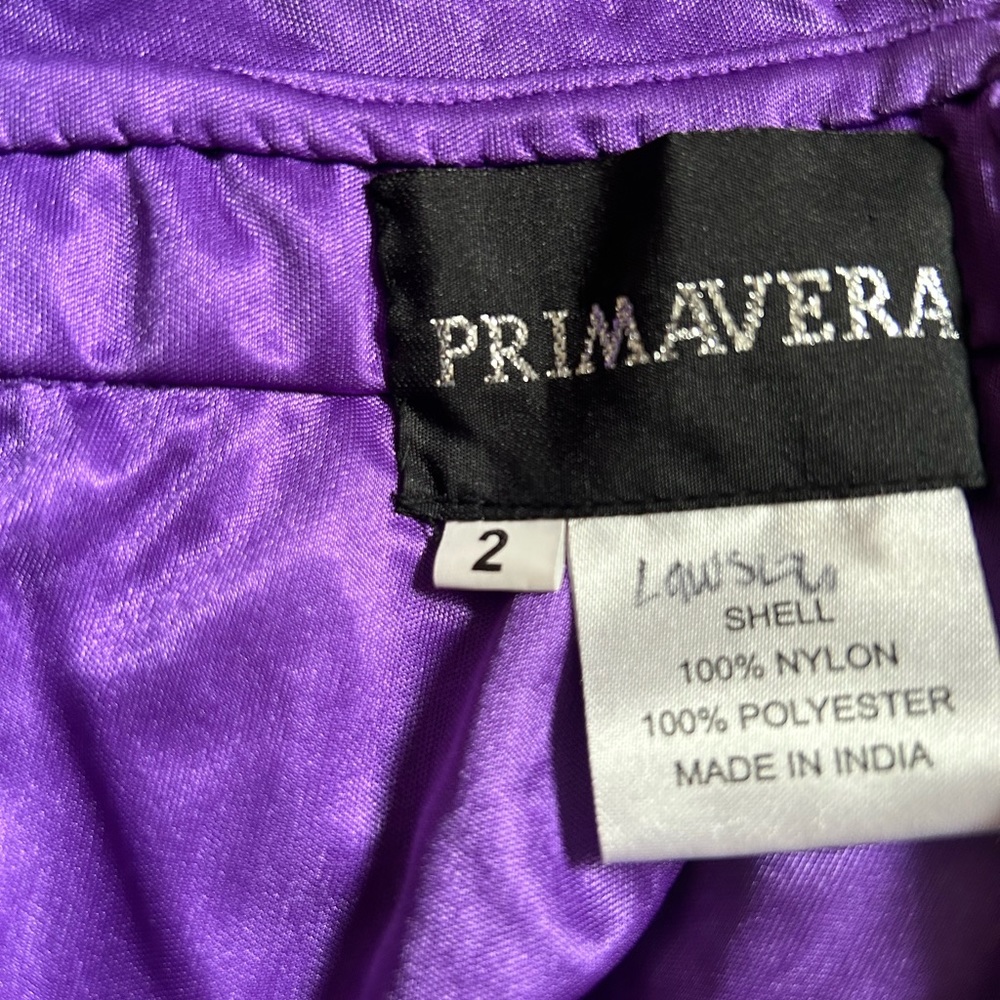 PRIMAVERA
2
SHELL
100% NYLON
100% POLYESTER
MADE IN INDIA